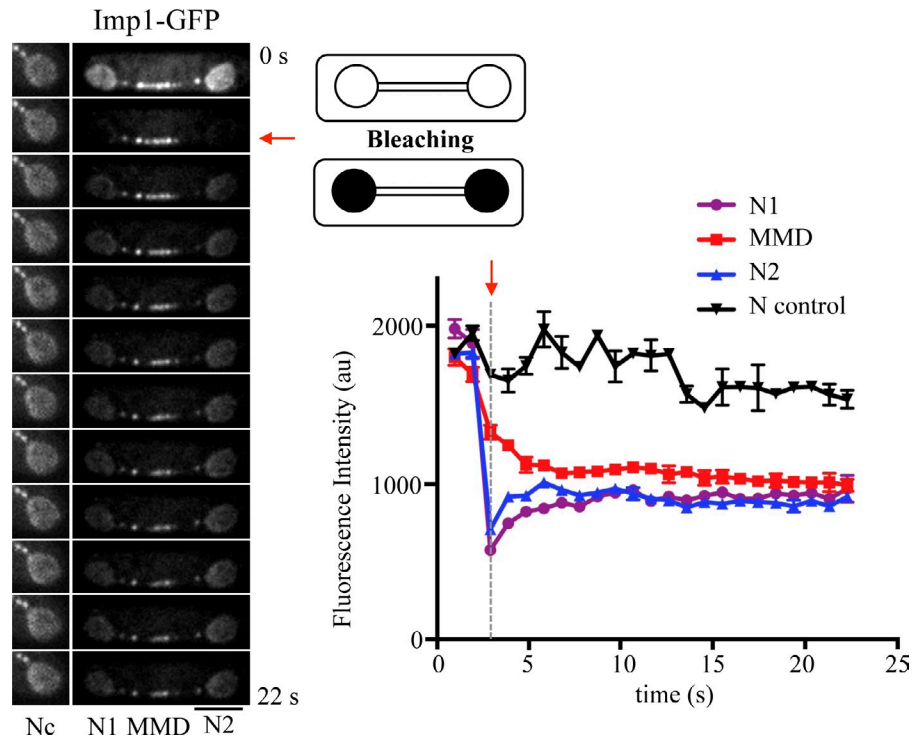 Imp1-GFP
0 s
Bleaching
N1
MMD
N2
N control
2000
1000
0
Fluorescence Intensity (au)
0 5 10 15 20 25
time (s)
22 s
Nc N1 MMD N2